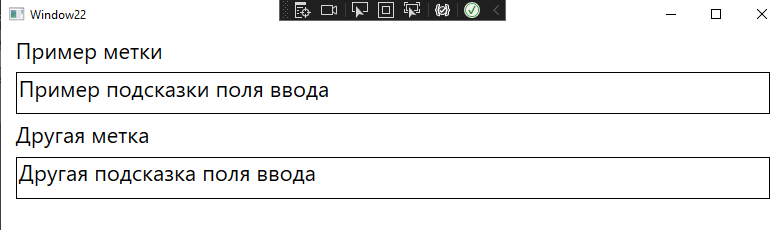 Window22
Пример метки
Пример подсказки поля ввода
Другая метка
Другая подсказка поля ввода